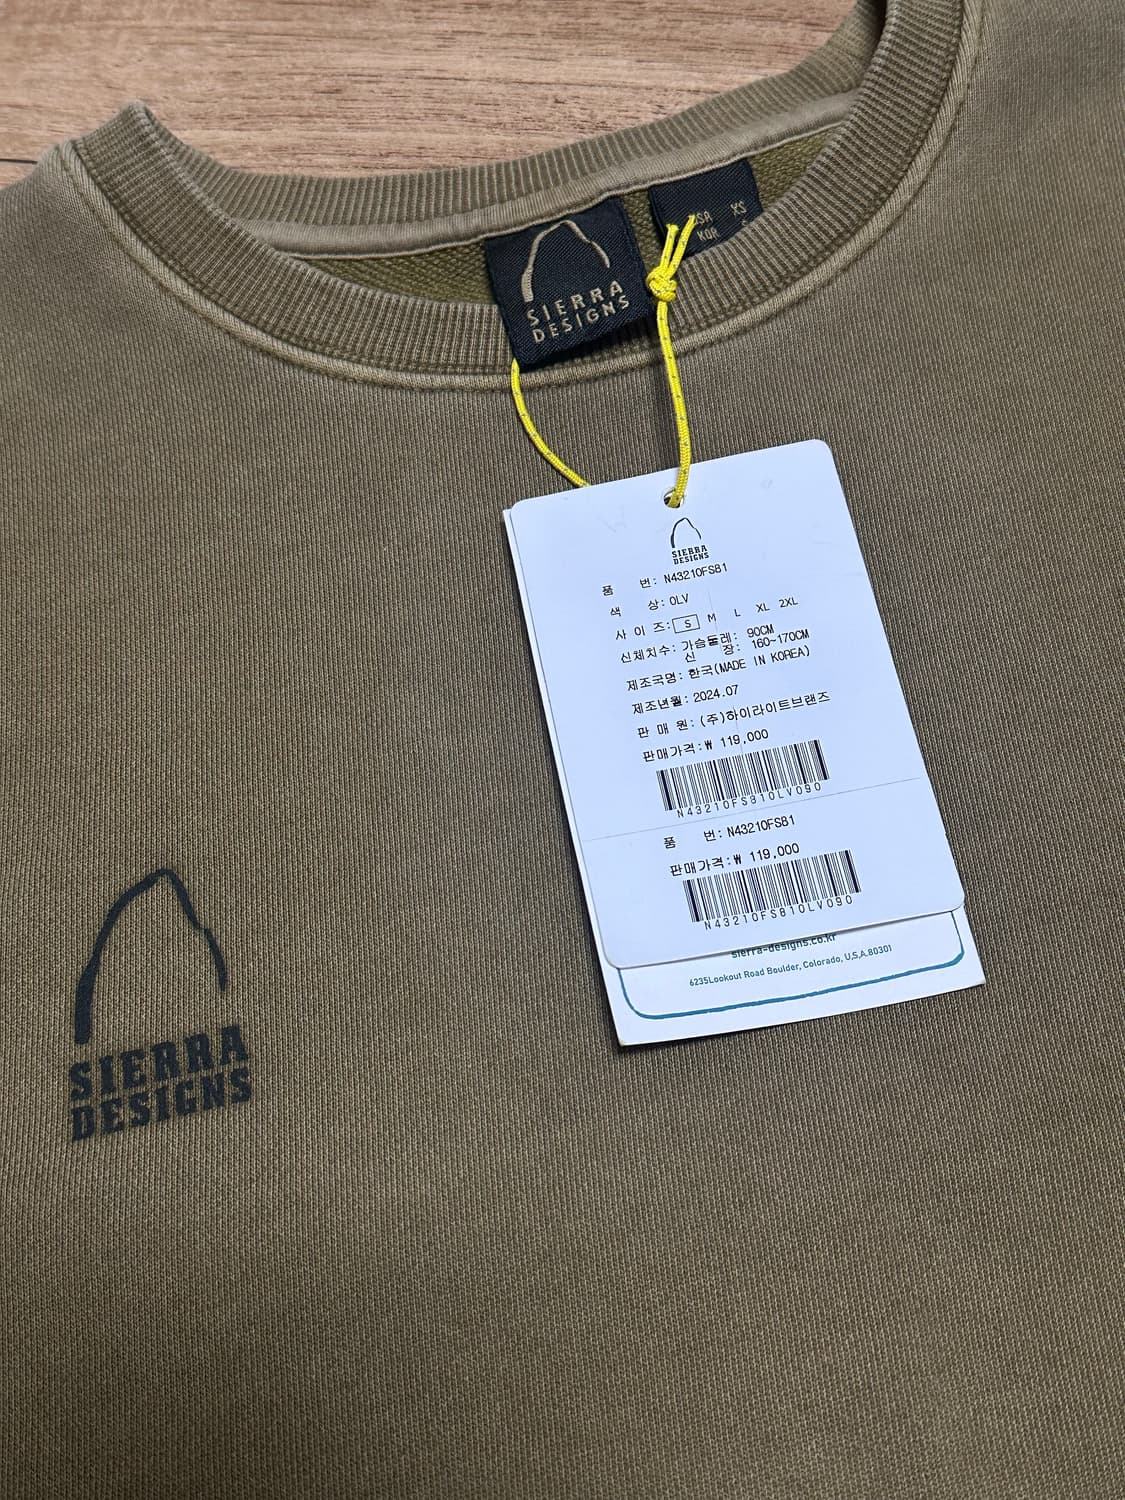 USA XS
KOR S
SIERRA
DESIGNS
SIERRA
DESIGNS
품 번: N43210FS81
색 상: OLV
사 이 즈: S M L XL 2XL
신체치수: 가슴둘레: 90CM
신 장: 160~170CM
제조국명: 한국(MADE IN KOREA)
제조년월: 2024.07
판 매 원: (주)하이라이트브랜즈
판매가격:₩ 119,000
N43210FS81OLV090
품 번: N43210FS81
판매가격:₩ 119,000
N43210FS81OLV090
sierra-designs.co.kr
6235Lookout Road Boulder, Colorado, U.S.A.80301
SIERRA
DESIGNS